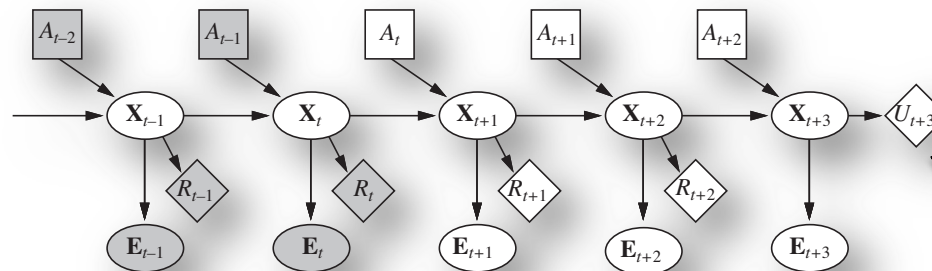 A_{t–2} A_{t–1} A_t A_{t+1} A_{t+2}
X_{t–1} X_t X_{t+1} X_{t+2} X_{t+3} U_{t+3}
R_{t–1} R_t R_{t+1} R_{t+2}
E_{t–1} E_t E_{t+1} E_{t+2} E_{t+3}